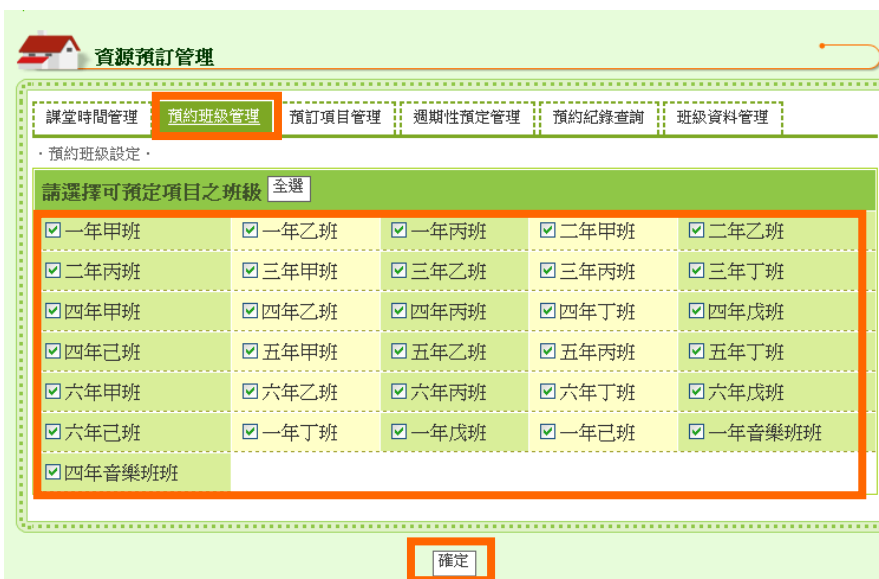 資源預訂管理
課堂時間管理 預約班級管理 預訂項目管理 週期性預定管理 預約紀錄查詢 班級資料管理
·預約班級設定·
請選擇可預定項目之班級 全選
一年甲班 一年乙班 一年丙班 二年甲班 二年乙班
二年丙班 三年甲班 三年乙班 三年丙班 三年丁班
四年甲班 四年乙班 四年丙班 四年丁班 四年戊班
四年己班 五年甲班 五年乙班 五年丙班 五年丁班
六年甲班 六年乙班 六年丙班 六年丁班 六年戊班
六年己班 一年丁班 一年戊班 一年己班 一年音樂班班
四年音樂班班
確定